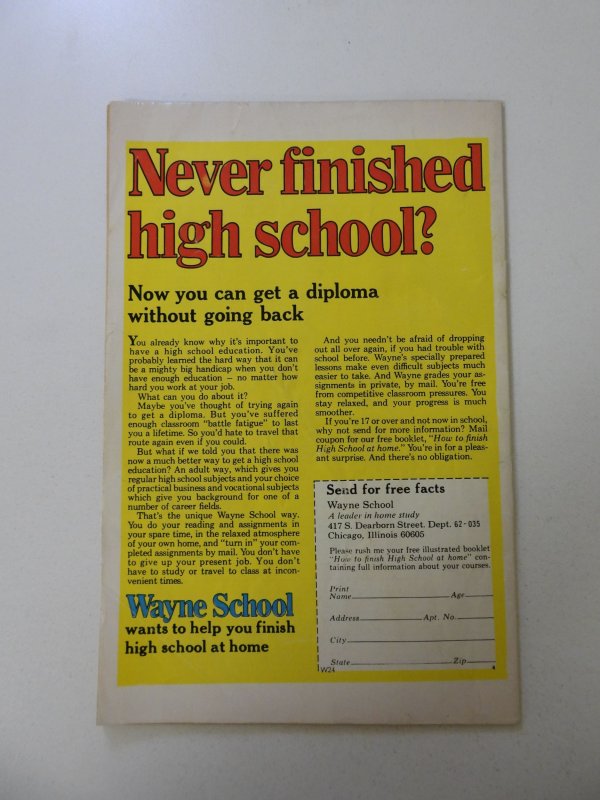 Never finished
high school?
Now you can get a diploma
without going back
You already know why it's important to
have a high school education. You've
probably learned the hard way that it can
be a mighty big handicap when you don't
have enough education — no matter how
hard you work at your job.
What can you do about it?
Maybe you've thought of trying again
to get a diploma. But you've suffered
enough classroom "battle fatigue" to last
you a lifetime. So you'd hate to travel that
route again even if you could.
But what if we told you that there was
now a much better way to get a high school
education? An adult way, which gives you
regular high school subjects and your choice
of practical business and vocational subjects
which give you background for one of a
number of career fields.
That's the unique Wayne School way.
You do your reading and assignments in
your spare time, in the relaxed atmosphere
of your own home, and "turn in" your com-
pleted assignments by mail. You don't have
to give up your present job. You don't
have to study or travel to class at incon-
venient times.
Wayne School
wants to help you finish
high school at home
And you needn't be afraid of dropping
out all over again, if you had trouble with
school before. Wayne's specially prepared
lessons make even difficult subjects much
easier to take. And Wayne grades your as-
signments in private, by mail. You're free
from competitive classroom pressures. You
stay relaxed, and your progress is much
smoother.
If you're 17 or over and not now in school,
why not send for more information? Mail
coupon for our free booklet, "How to finish
High School at home." You're in for a pleas-
ant surprise. And there's no obligation.
Send for free facts
Wayne School
A leader in home study
417 S. Dearborn Street. Dept. 62-035
Chicago, Illinois 60605
Please rush me your free illustrated booklet
"How to finish High School at home" con-
taining full information about your courses.
Print
Name Age
Address Apt. No.
City
State Zip
W24